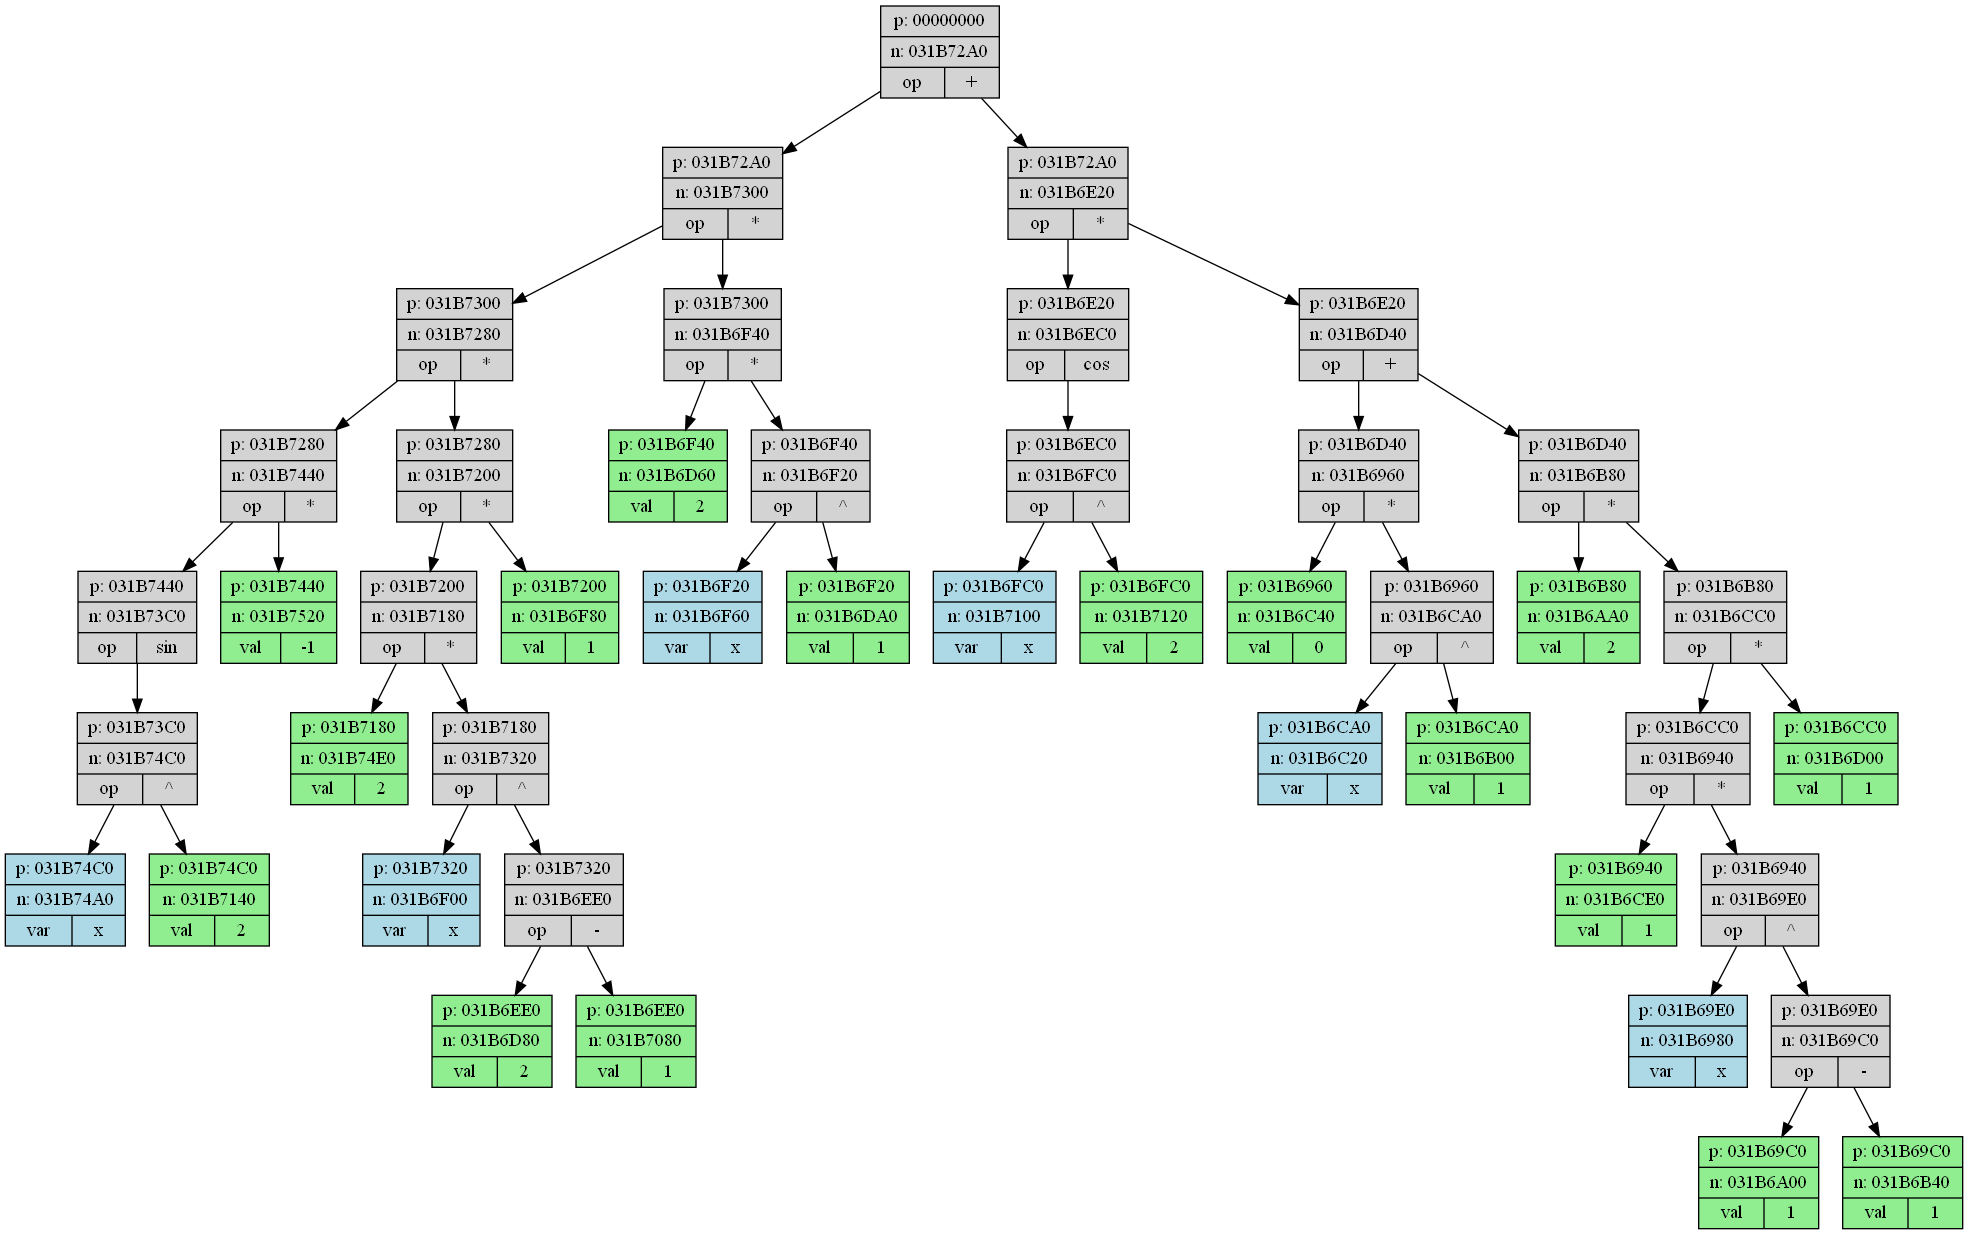 p: 00000000
n: 031B72A0
op +
p: 031B72A0
n: 031B7300
op *
p: 031B72A0
n: 031B6E20
op *
p: 031B7300
n: 031B7280
op *
p: 031B7300
n: 031B6F40
op *
p: 031B6E20
n: 031B6EC0
op cos
p: 031B6E20
n: 031B6D40
op +
p: 031B7280
n: 031B7440
op *
p: 031B7280
n: 031B7200
op *
p: 031B6F40
n: 031B6D60
val 2
p: 031B6F40
n: 031B6F20
op ^
p: 031B6EC0
n: 031B6FC0
op ^
p: 031B6D40
n: 031B6960
op *
p: 031B6D40
n: 031B6B80
op *
p: 031B7440
n: 031B73C0
op sin
p: 031B7440
n: 031B7520
val -1
p: 031B7200
n: 031B7180
op *
p: 031B7200
n: 031B6F80
val 1
p: 031B6F20
n: 031B6F60
var x
p: 031B6F20
n: 031B6DA0
val 1
p: 031B6FC0
n: 031B7100
var x
p: 031B6FC0
n: 031B7120
val 2
p: 031B6960
n: 031B6C40
val 0
p: 031B6960
n: 031B6CA0
op ^
p: 031B6B80
n: 031B6AA0
val 2
p: 031B6B80
n: 031B6CC0
op *
p: 031B73C0
n: 031B74C0
op ^
p: 031B7180
n: 031B74E0
val 2
p: 031B7180
n: 031B7320
op ^
p: 031B6CA0
n: 031B6C20
var x
p: 031B6CA0
n: 031B6B00
val 1
p: 031B6CC0
n: 031B6940
op *
p: 031B6CC0
n: 031B6D00
val 1
p: 031B74C0
n: 031B74A0
var x
p: 031B74C0
n: 031B7140
val 2
p: 031B7320
n: 031B6F00
var x
p: 031B7320
n: 031B6EE0
op -
p: 031B6940
n: 031B6CE0
val 1
p: 031B6940
n: 031B69E0
op ^
p: 031B6EE0
n: 031B6D80
val 2
p: 031B6EE0
n: 031B7080
val 1
p: 031B69E0
n: 031B6980
var x
p: 031B69E0
n: 031B69C0
op -
p: 031B69C0
n: 031B6A00
val 1
p: 031B69C0
n: 031B6B40
val 1